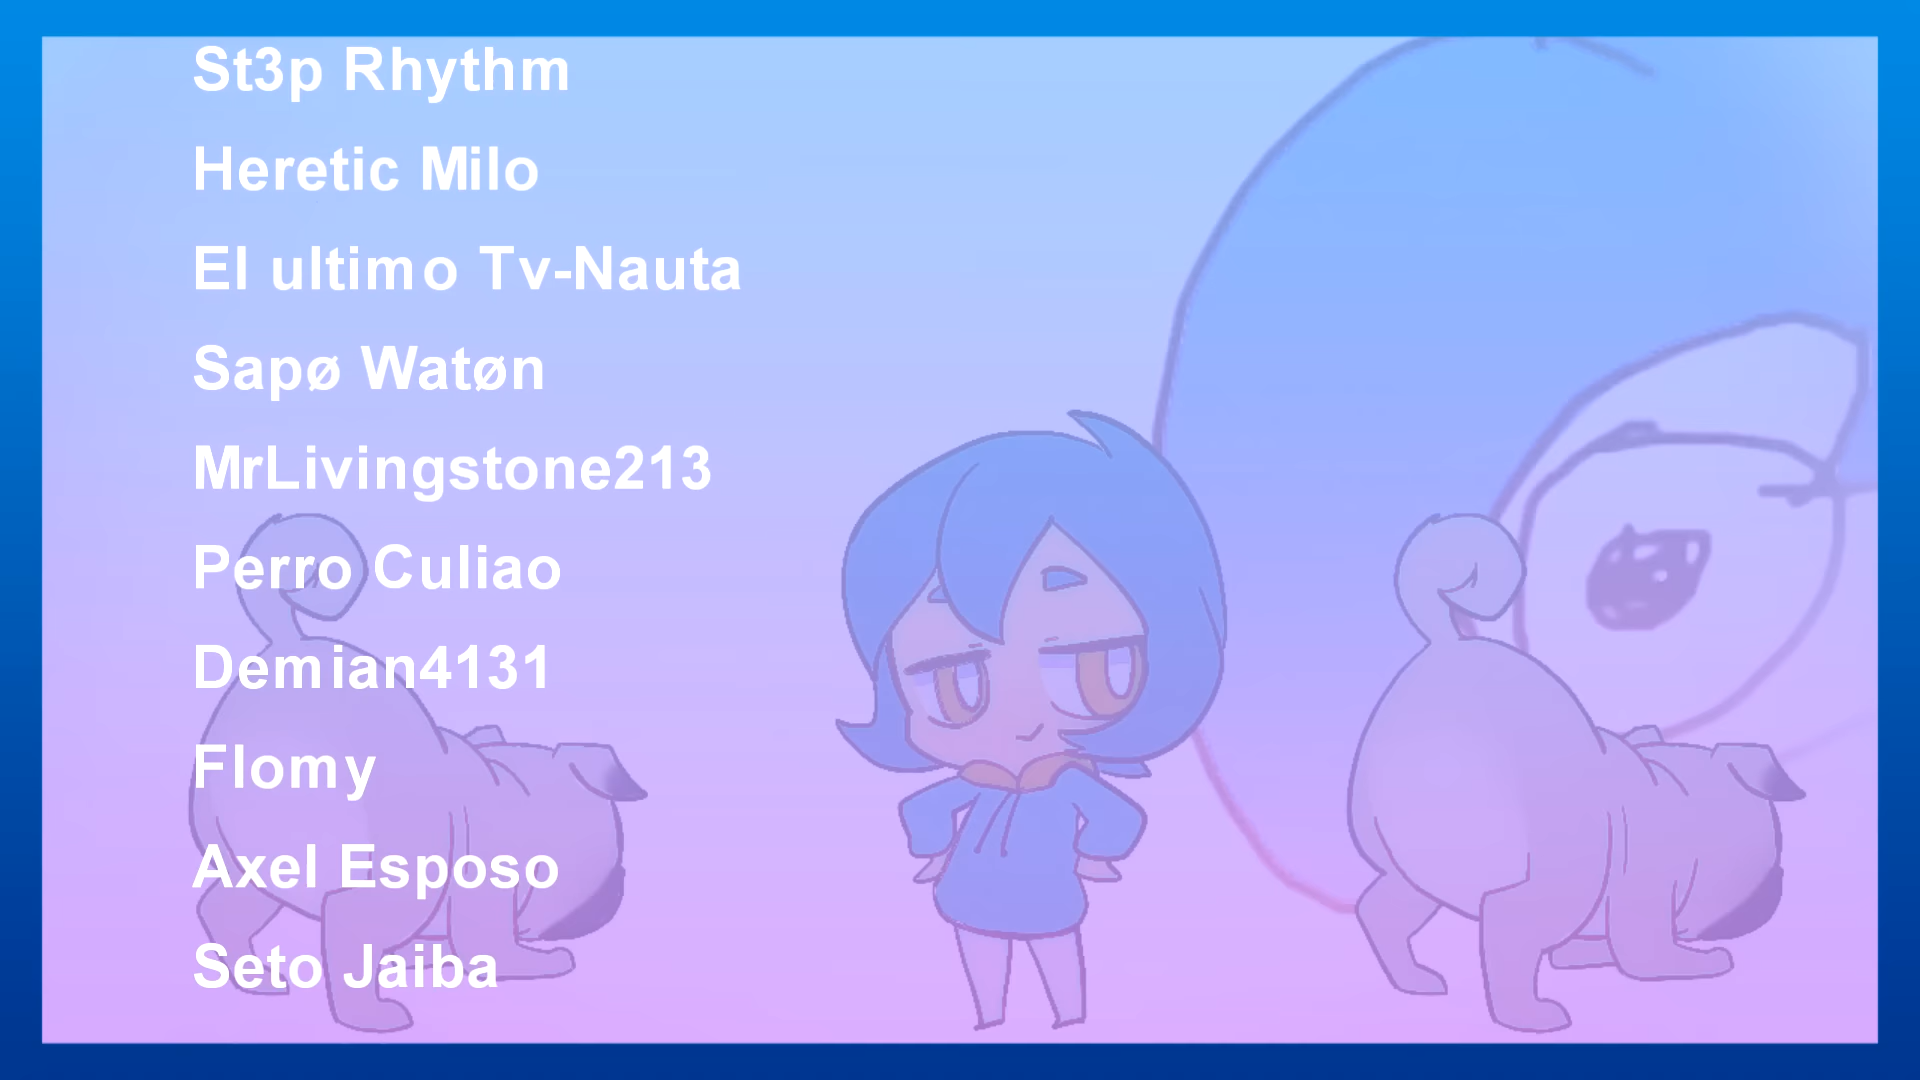 St3p Rhythm
Heretic Milo
El ultimo Tv-Nauta
Sapø Watøn
MrLivingstone213
Perro Culiao
Demian4131
Flomy
Axel Esposo
Seto Jaiba